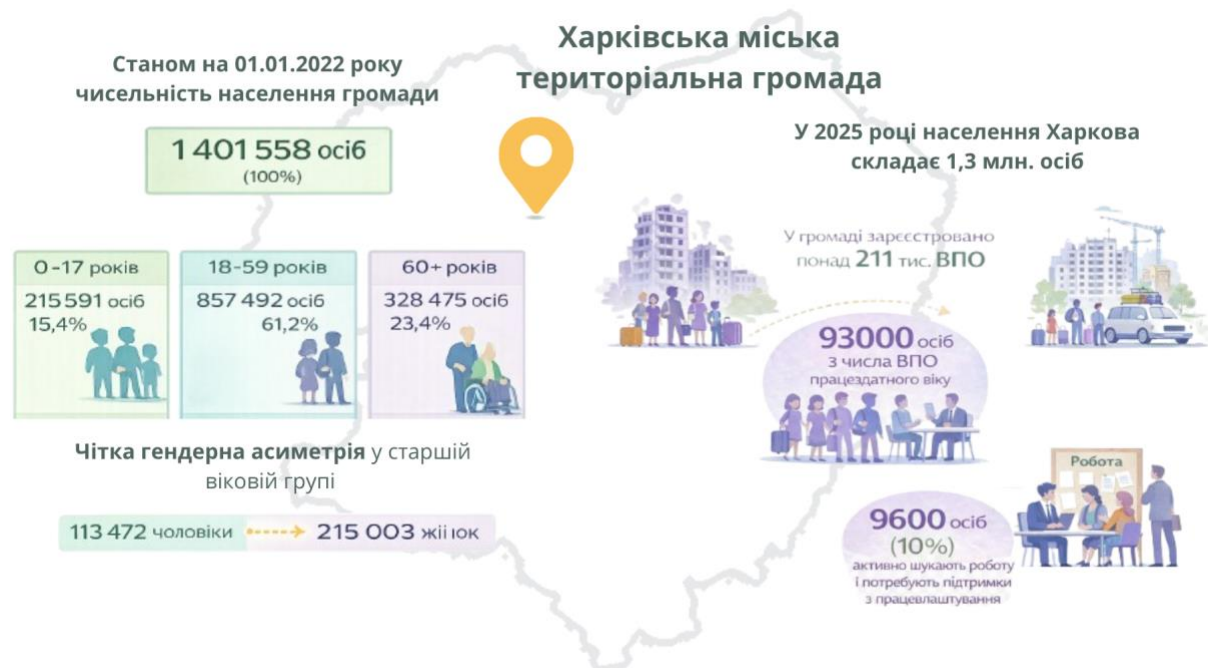 Харківська міська
територіальна громада
Станом на 01.01.2022 року
чисельність населення громади
1 401 558 осіб
(100%)
0-17 років
215 591 осіб
15,4%
18-59 років
857 492 осіб
61,2%
60+ років
328 475 осіб
23,4%
Чітка гендерна асиметрія у старшій
віковій групі
113 472 чоловіки
215 003
У 2025 році населення Харкова
складає 1,3 млн. осіб
У громаді зареєстровано
понад 211 тис. ВПО
93000 осіб
з числа ВПО
працездатного віку
Робота
9600 осіб
(10%)
активно шукають роботу
і потребують підтримки
з працевлаштування